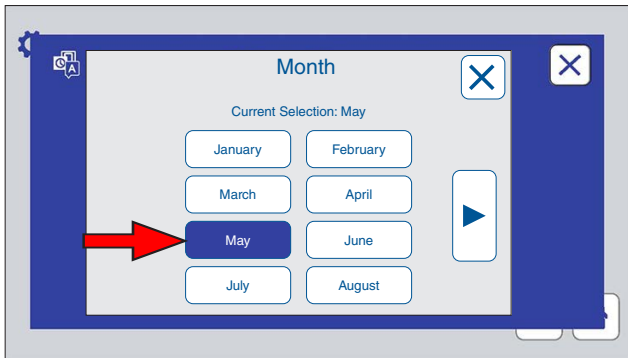 A
Month
Current Selection: May
January
February
March
April
May
June
July
August